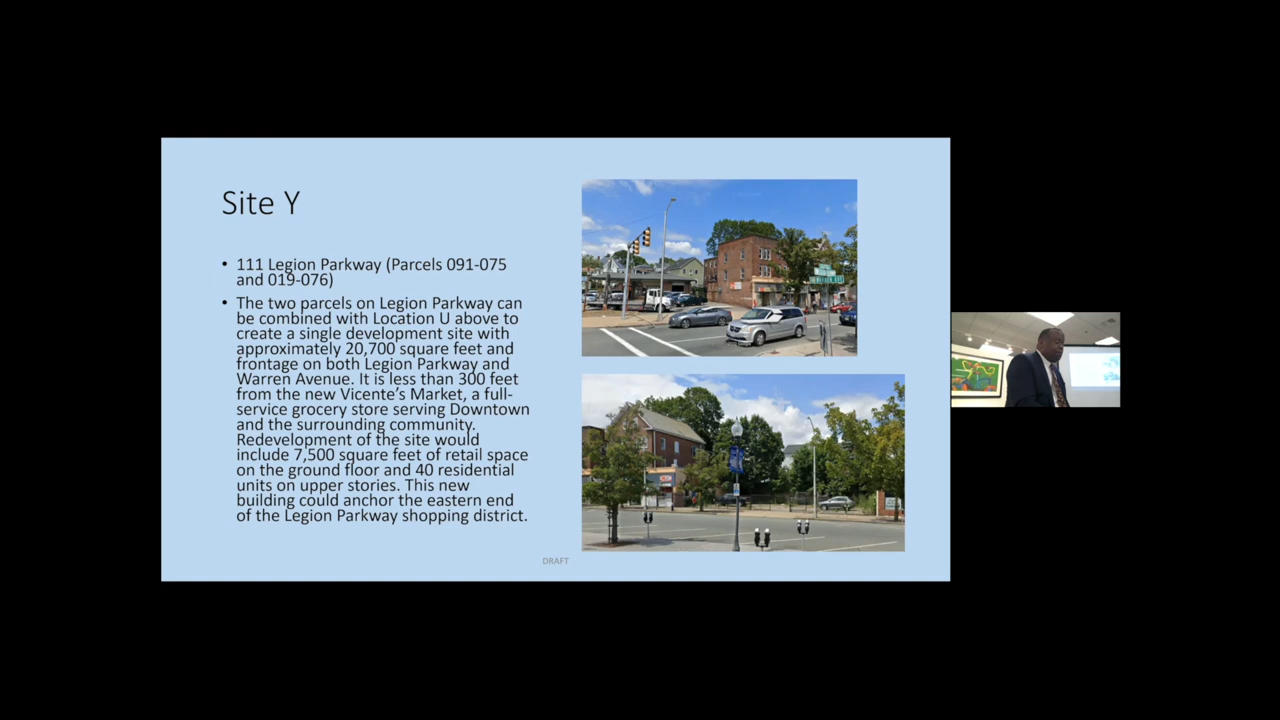 Site Y
• 111 Legion Parkway (Parcels 091-075
and 019-076)
• The two parcels on Legion Parkway can
be combined with Location U above to
create a single development site with
approximately 20,700 square feet and
frontage on both Legion Parkway and
Warren Avenue. It is less than 300 feet
from the new Vicente’s Market, a full-
service grocery store serving Downtown
and the surrounding community.
Redevelopment of the site would
include 7,500 square feet of retail space
on the ground floor and 40 residential
units on upper stories. This new
building could anchor the eastern end
of the Legion Parkway shopping district.
DRAFT